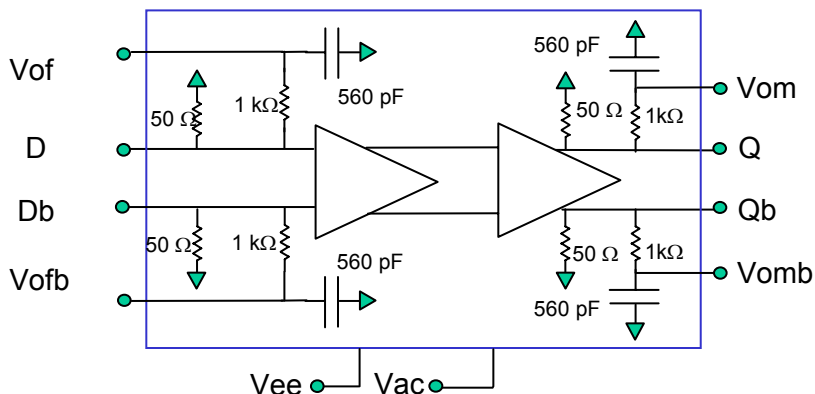 Vof
560 pF
50 Ω
1 kΩ
560 pF
50 Ω
1kΩ
Vom
D
Q
Db
Qb
50 Ω
1 kΩ
560 pF
50 Ω
1kΩ
Vofb
560 pF
Vomb
Vee
Vac